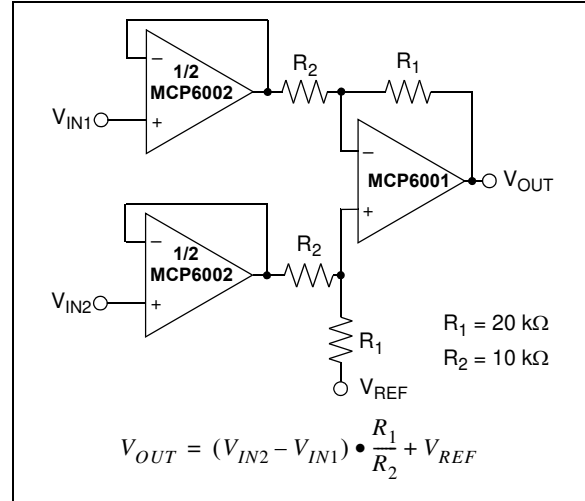 R2
R1
−
1/2
MCP6002
VIN1
+
−
MCP6001
VOUT
+
−
1/2
MCP6002
R2
VIN2
+
R1
R1 = 20 kΩ
R2 = 10 kΩ
VREF
VOUT = (VIN2 – VIN1) • R1/R2 + VREF